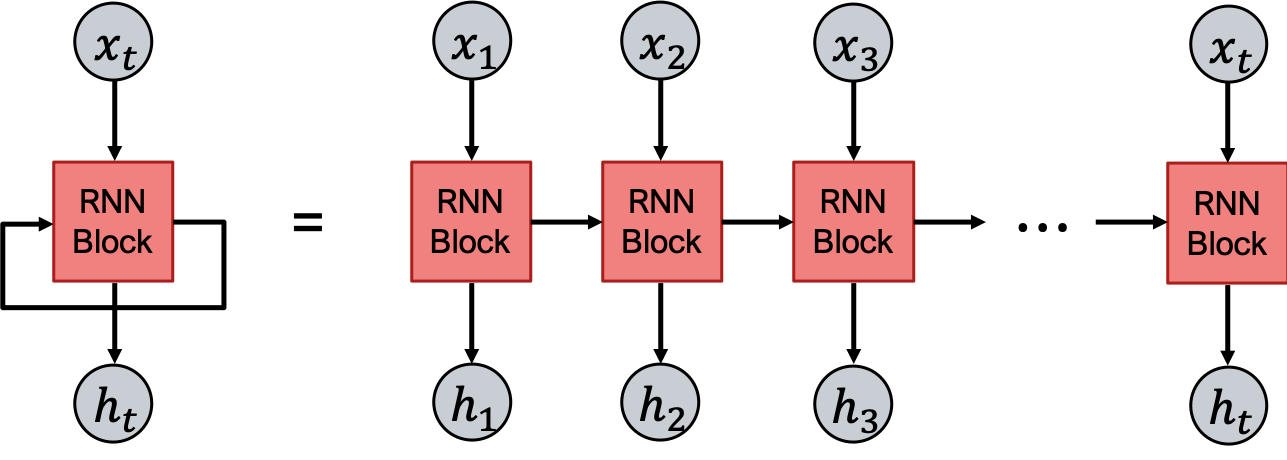 x_t x_1 x_2 x_3 x_t
RNN RNN RNN RNN RNN
Block = Block Block Block ... Block
h_t h_1 h_2 h_3 h_t